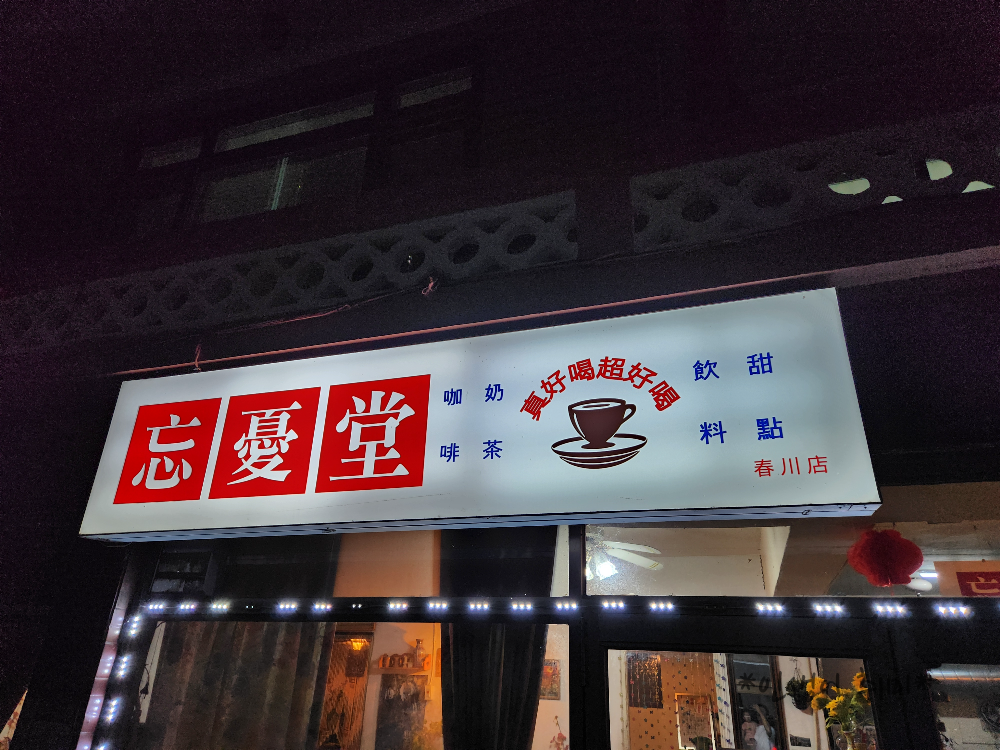 忘憂堂
咖啡
奶茶
真好喝超好喝
飲料
甜點
春川店